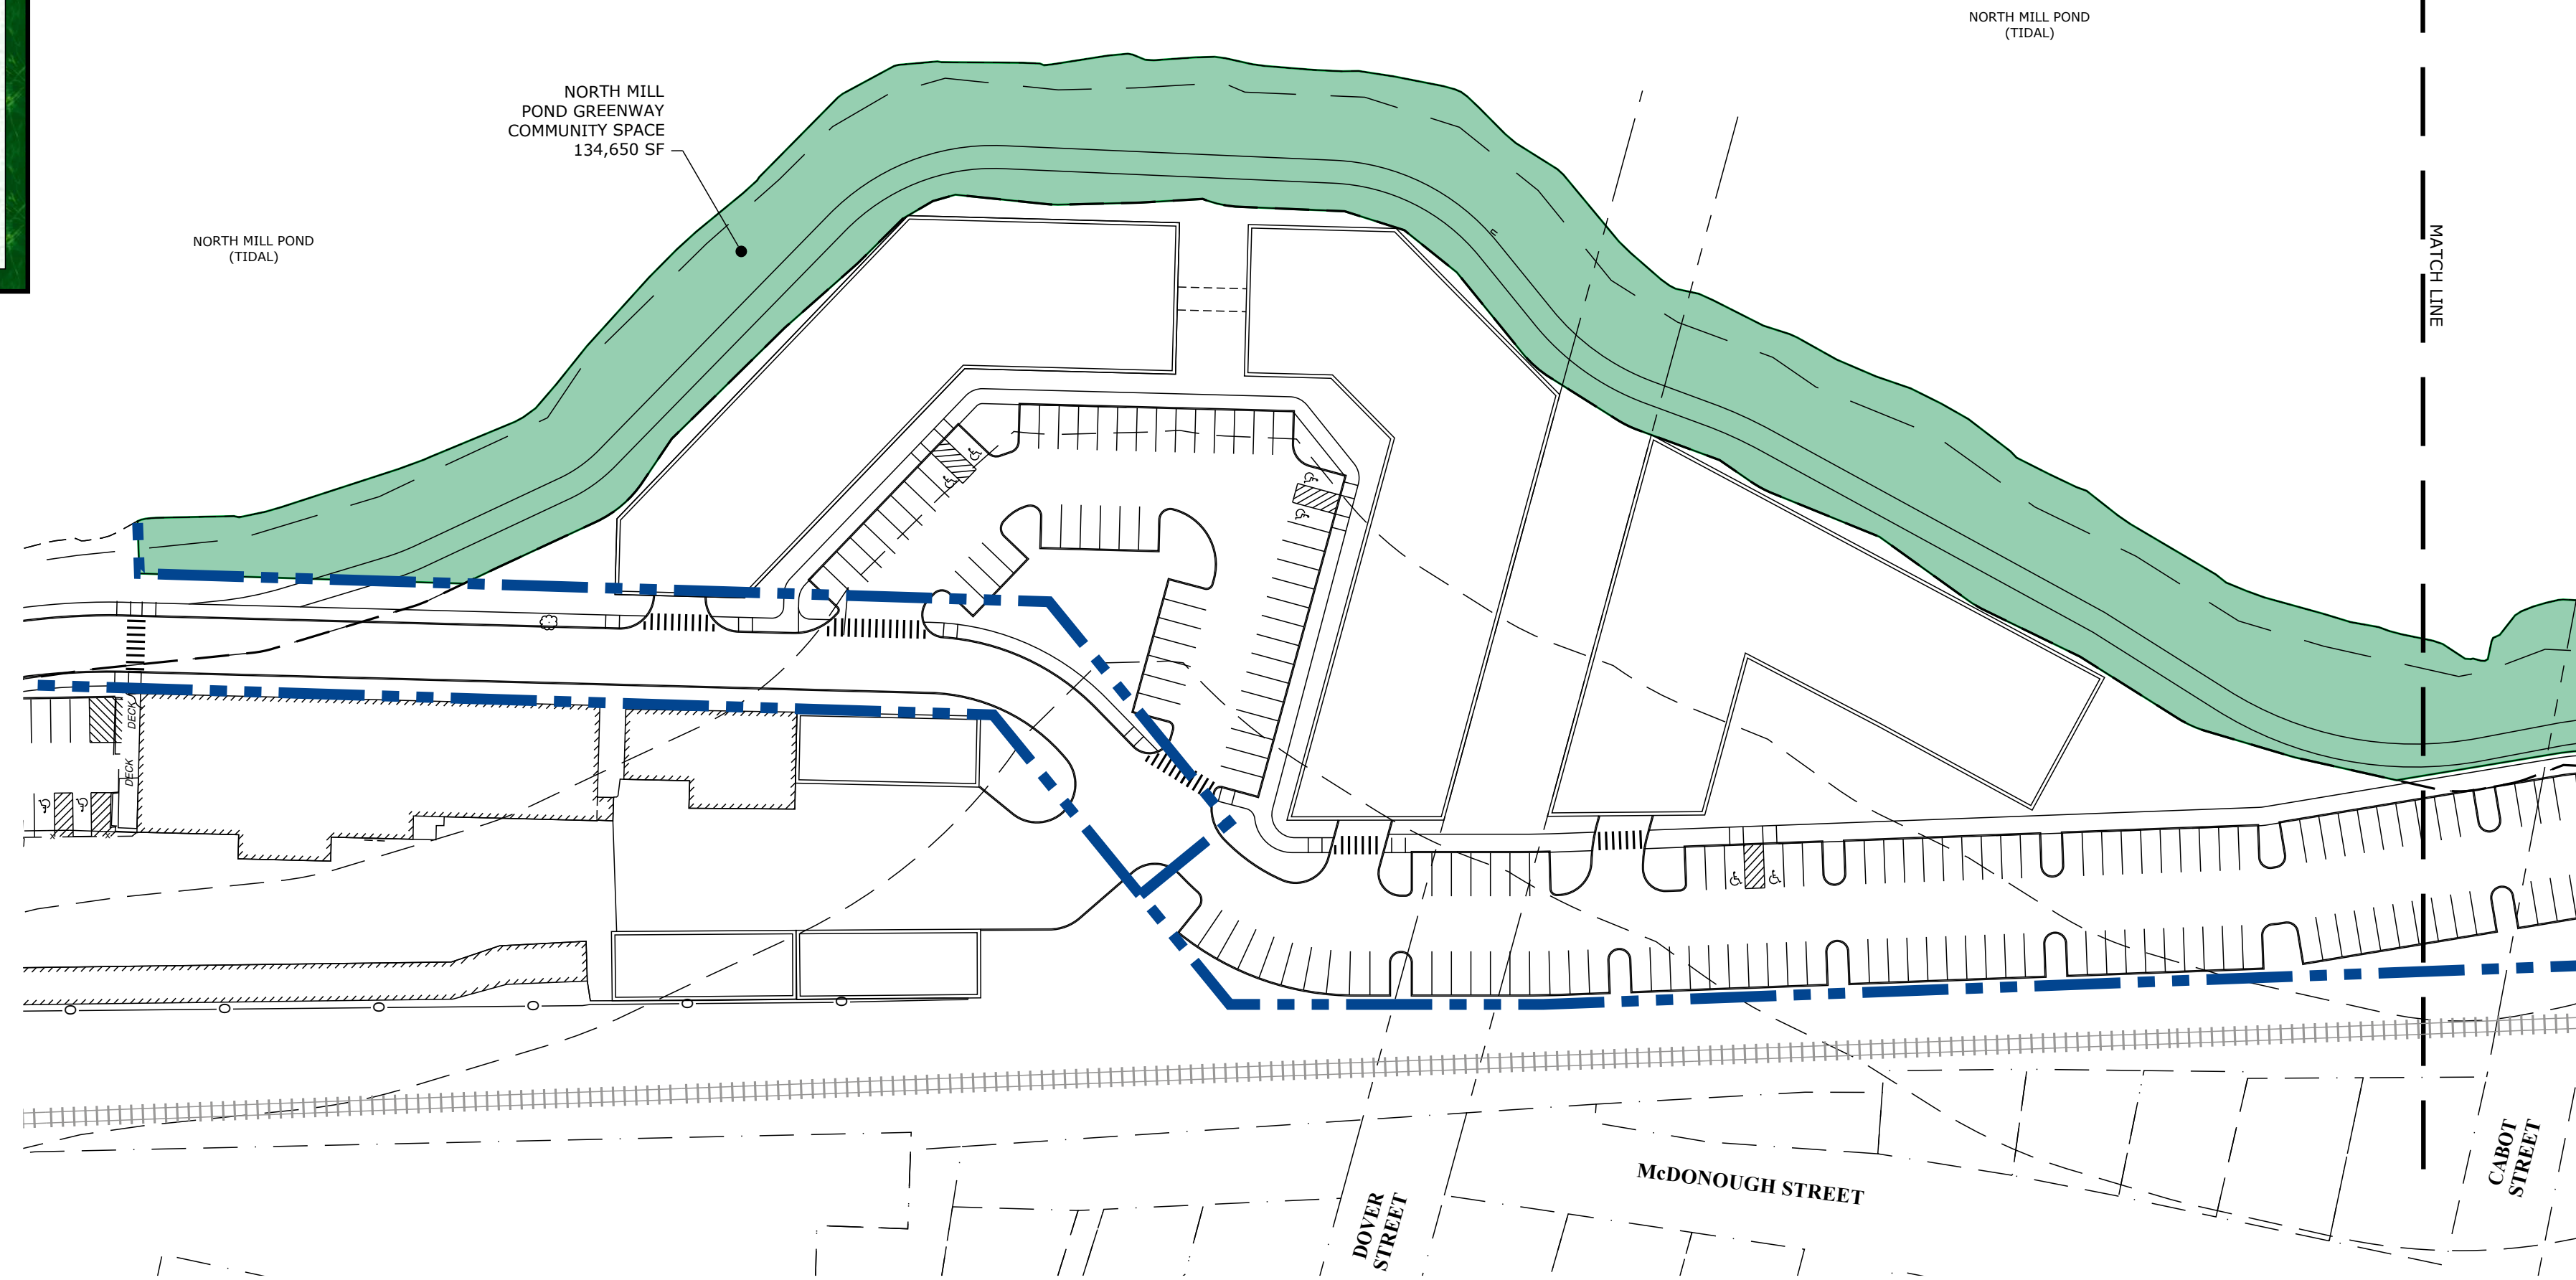 NORTH MILL POND
(TIDAL)
NORTH MILL
POND GREENWAY
COMMUNITY SPACE
134,650 SF
NORTH MILL POND
(TIDAL)
MATCH LINE
DECK
DECK
McDONOUGH STREET
DOVER
STREET
CABOT
STREET